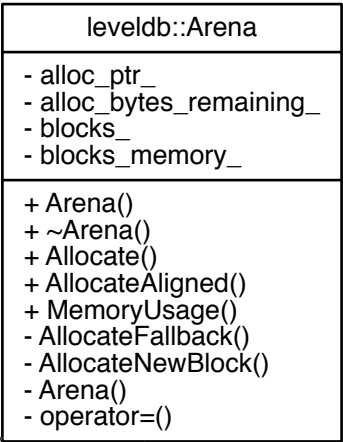 leveldb::Arena
- alloc_ptr_
- alloc_bytes_remaining_
- blocks_
- blocks_memory_
+ Arena()
+ ~Arena()
+ Allocate()
+ AllocateAligned()
+ MemoryUsage()
- AllocateFallback()
- AllocateNewBlock()
- Arena()
- operator=()